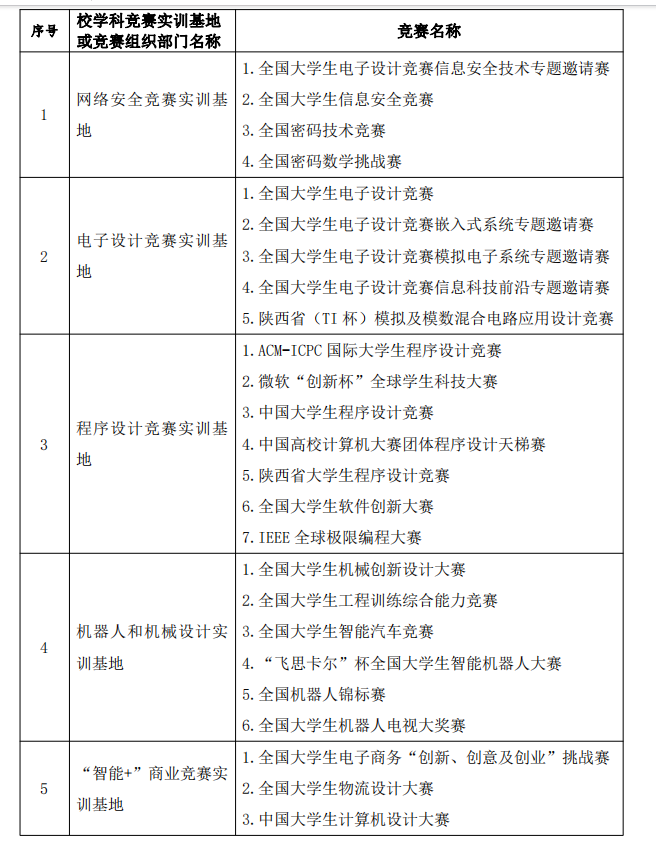 序号
校学科竞赛实训基地
或竞赛组织部门名称
竞赛名称
1
网络安全竞赛实训基
地
1.全国大学生电子设计竞赛信息安全技术专题邀请赛
2.全国大学生信息安全竞赛
3.全国密码技术竞赛
4.全国密码数学挑战赛
2
电子设计竞赛实训基
地
1.全国大学生电子设计竞赛
2.全国大学生电子设计竞赛嵌入式系统专题邀请赛
3.全国大学生电子设计竞赛模拟电子系统专题邀请赛
4.全国大学生电子设计竞赛信息科技前沿专题邀请赛
5.陕西省（TI 杯）模拟及模数混合电路应用设计竞赛
3
程序设计竞赛实训基
地
1.ACM-ICPC 国际大学生程序设计竞赛
2.微软“创新杯”全球学生科技大赛
3.中国大学生程序设计竞赛
4.中国高校计算机大赛团体程序设计天梯赛
5.陕西省大学生程序设计竞赛
6.全国大学生软件创新大赛
7.IEEE 全球极限编程大赛
4
机器人和机械设计实
训基地
1.全国大学生机械创新设计大赛
2.全国大学生工程训练综合能力竞赛
3.全国大学生智能汽车竞赛
4.“飞思卡尔”杯全国大学生智能机器人大赛
5.全国机器人锦标赛
6.全国大学生机器人电视大奖赛
5
“智能+”商业竞赛实
训基地
1.全国大学生电子商务“创新、创意及创业”挑战赛
2.全国大学生物流设计大赛
3.中国大学生计算机设计大赛